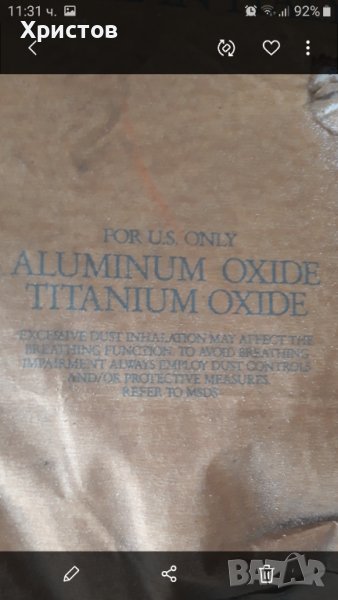 11:31 ч.
92%
Христов
FOR U.S. ONLY
ALUMINUM OXIDE
TITANIUM OXIDE
EXCESSIVE DUST INHALATION MAY AFFECT THE
BREATHING FUNCTION. TO AVOID BREATHING
IMPAIRMENT ALWAYS EMPLOY DUST CONTROLS
AND/OR PROTECTIVE MEASURES.
REFER TO MSDS
BAZAR